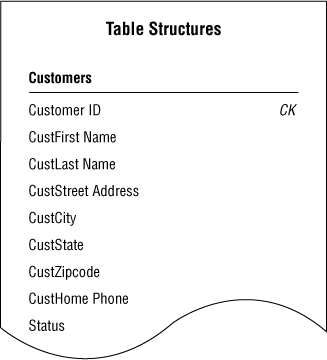 Table Structures
Customers
Customer ID CK
CustFirst Name
CustLast Name
CustStreet Address
CustCity
CustState
CustZipcode
CustHome Phone
Status